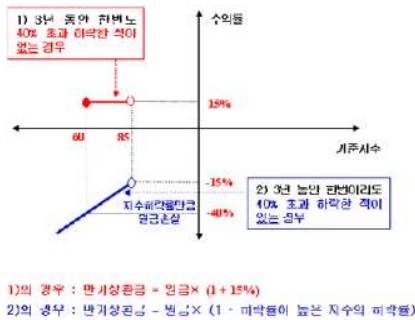 1) 3년 동안 한번도
40% 초과 하락한 적이
없는 경우
수익률
15%
60
85
기준지수
-15%
-40%
지수하락률만큼
원금손실
2) 3년 동안 한번이라도
40% 초과 하락한 적이
있는 경우
1)의 경우 : 만기상환금 = 원금× (1+15%)
2)의 경우 : 만기상환금 = 원금× (1 - 하락률이 높은 지수의 하락률)